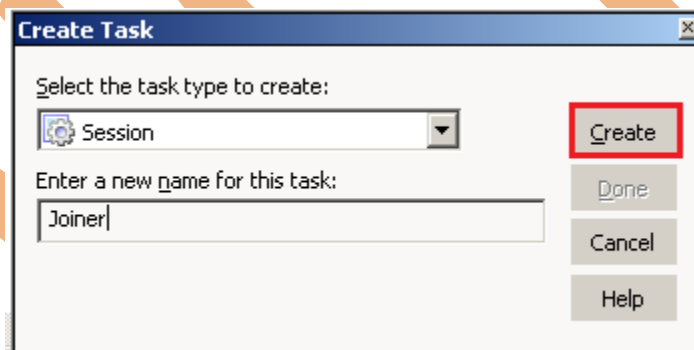 Create Task
Select the task type to create:
Session
Create
Enter a new name for this task:
Done
Joiner
Cancel
Help